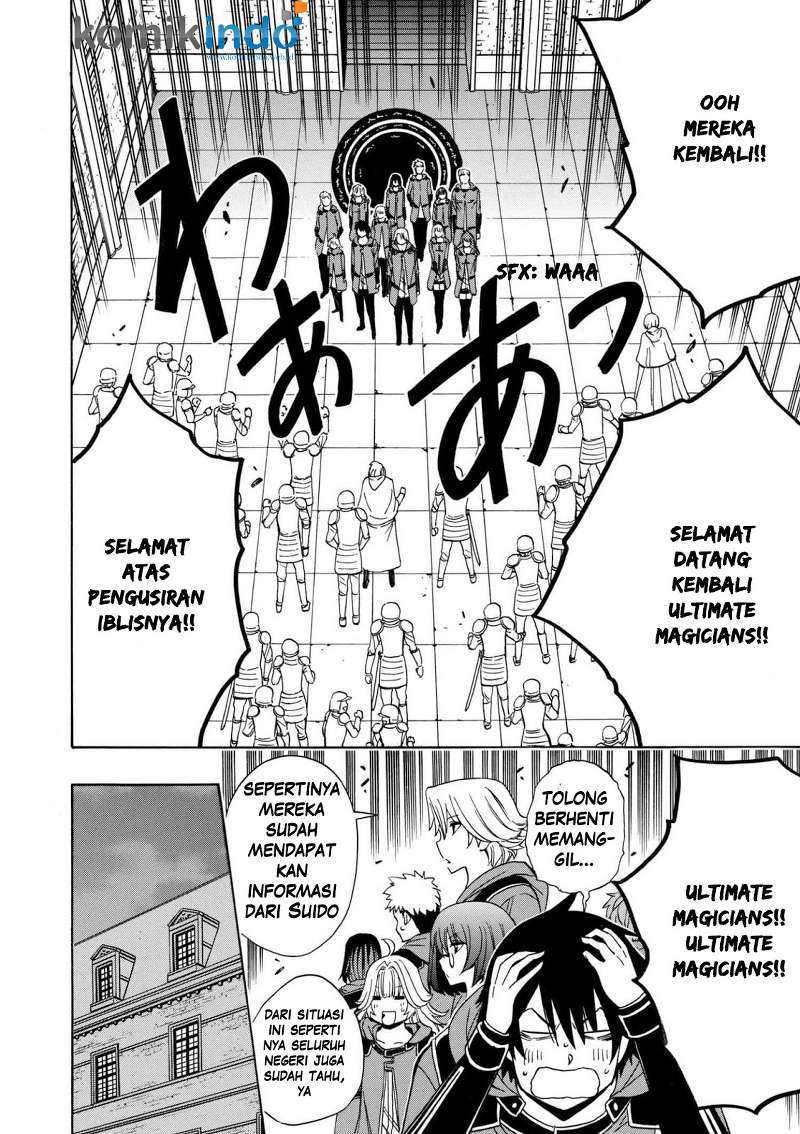 komikindo
OOH
MEREKA
KEMBALI!!
わあぁっ
SFX: WAAA
SELAMAT
DATANG
KEMBALI
ULTIMATE
MAGICIANS!!
SELAMAT
ATAS
PENGUSIRAN
IBLISNYA!!
ULTIMATE
MAGICIANS!!
ULTIMATE
MAGICIANS!!
TOLONG
BERHENTI
MEMANG-
GIL...
SEPERTINYA
MEREKA
SUDAH
MENDAPAT
KAN
INFORMASI
DARI SUIDO
DARI SITUASI
INI SEPERTI
NYA SELURUH
NEGERI JUGA
SUDAH TAHU,
YA